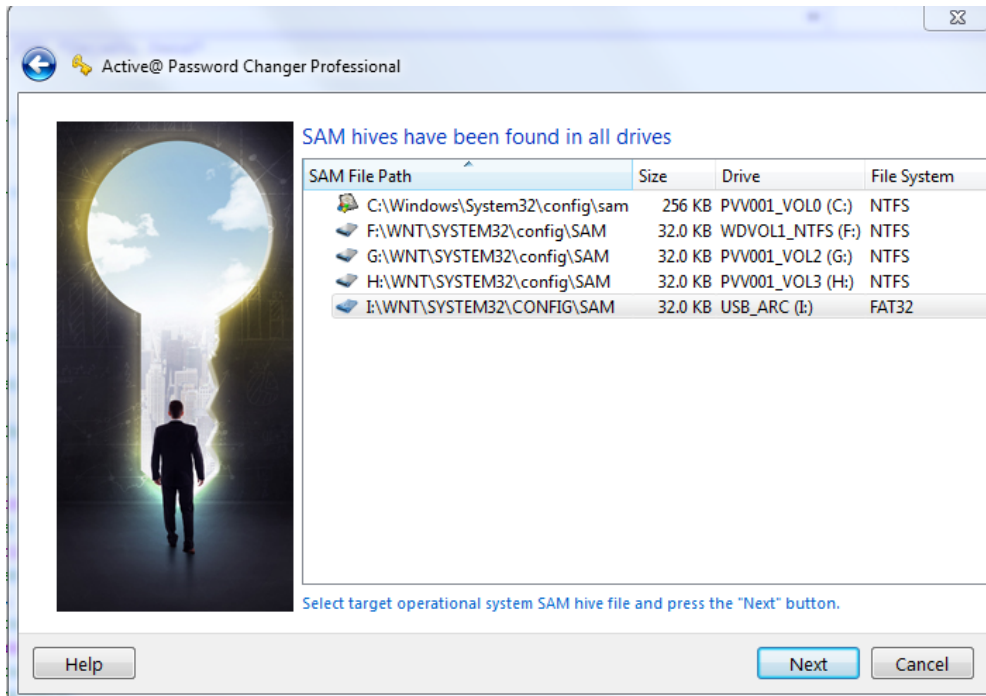 Active@ Password Changer Professional
SAM hives have been found in all drives
SAM File Path Size Drive File System
C:\Windows\System32\config\sam 256 KB PVV001_VOL0 (C:) NTFS
F:\WNT\SYSTEM32\config\SAM 32.0 KB WDVOL1_NTFS (F:) NTFS
G:\WNT\SYSTEM32\config\SAM 32.0 KB PVV001_VOL2 (G:) NTFS
H:\WNT\SYSTEM32\config\SAM 32.0 KB PVV001_VOL3 (H:) NTFS
I:\WNT\SYSTEM32\CONFIG\SAM 32.0 KB USB_ARC (I:) FAT32
Select target operational system SAM hive file and press the "Next" button.
Help Next Cancel